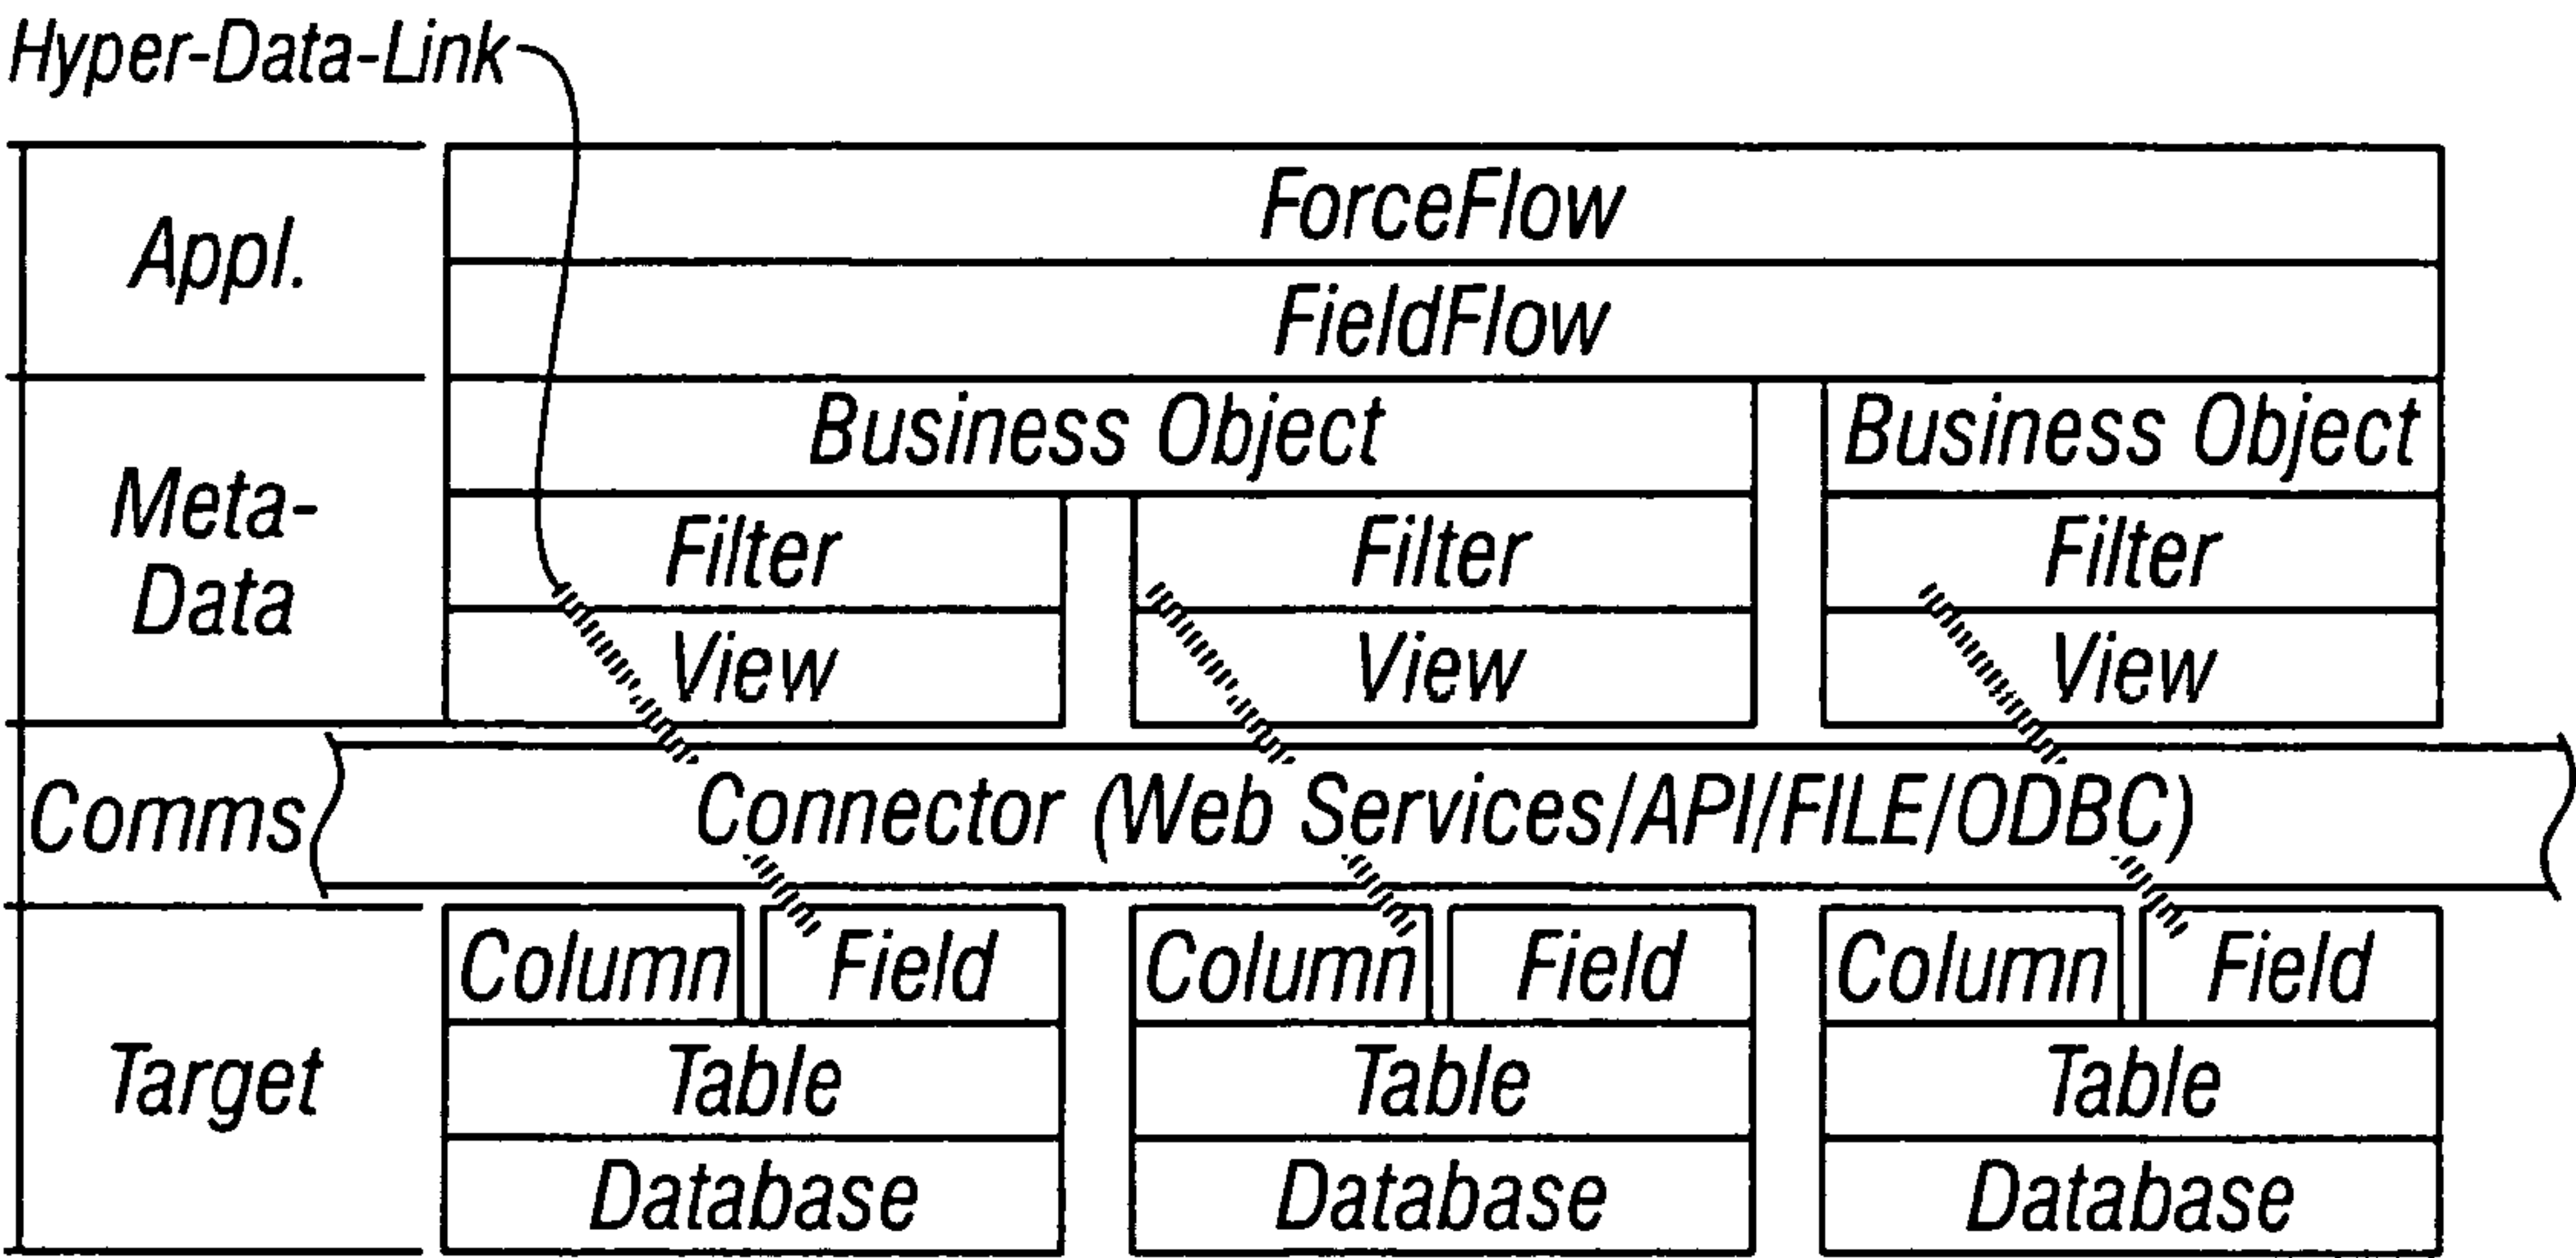 Hyper-Data-Link
Appl.
ForceFlow
FieldFlow
Meta-
Data
Business Object
Business Object
Filter
Filter
Filter
View
View
View
Comms
Connector (Web Services/API/FILE/ODBC)
Target
Column
Field
Column
Field
Column
Field
Table
Table
Table
Database
Database
Database